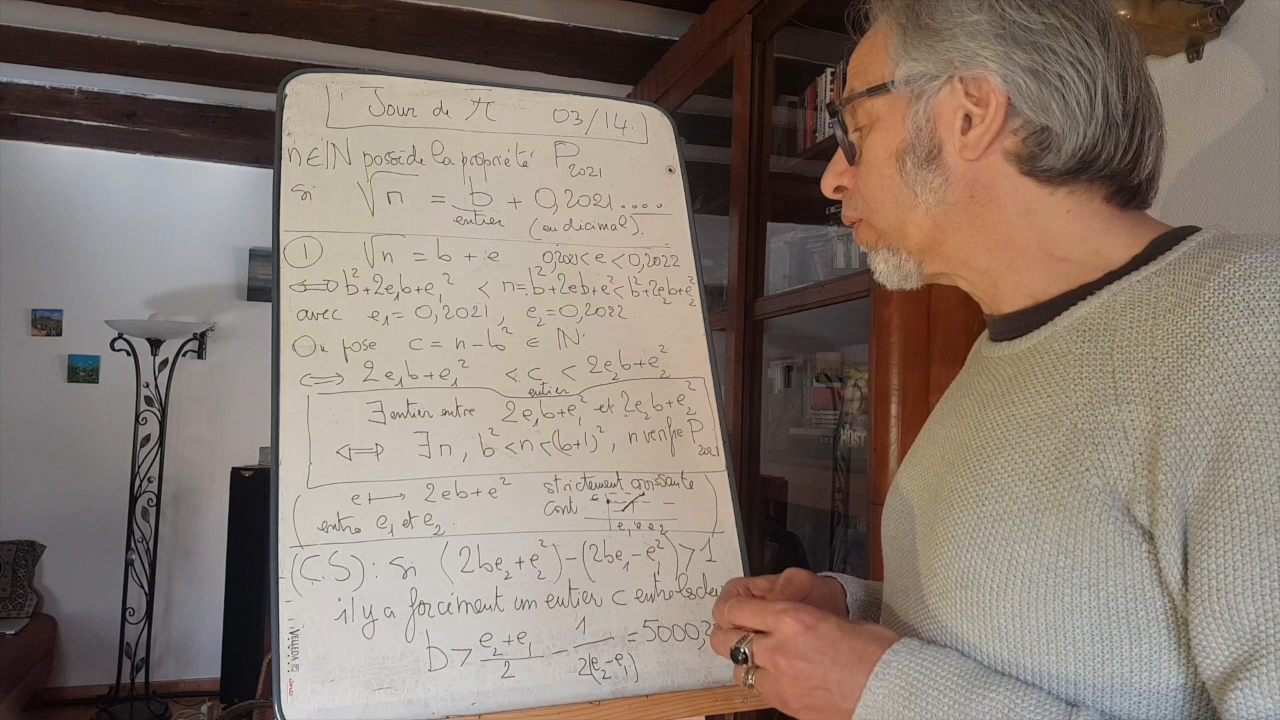 Jour de π 03/14.
n∈ℕ possède la propriété P₂₀₂₁
si √n = b + 0,2021....
entier (en décimal).
① √n = b + e 0,2021<e<0,2022
⟺ b²+2e₁b+e₁² < n=b²+2eb+e²<b²+2e₂b+e₂²
avec e₁=0,2021, e₂=0,2022.
On pose c = n-b² ∈ ℕ.
⟺ 2e₁b+e₁² < c < 2e₂b+e₂²
entier
∃ entier entre 2e₁b+e₁² et 2e₂b+e₂²
⟺ ∃n, b²<n<(b+1)², n vérifie P₂₀₂₁
e ⟼ 2eb+e² strictement croissante
entre e₁ et e₂. cont
e₁ e e₂
(C.S): si (2be₂+e₂²)-(2be₁-e₁²)>1
il y a forcément un entier c entre les deux
b > (e₂+e₁)/2 - 1/(2(e₂-e₁)) = 5000,
VELLEDA